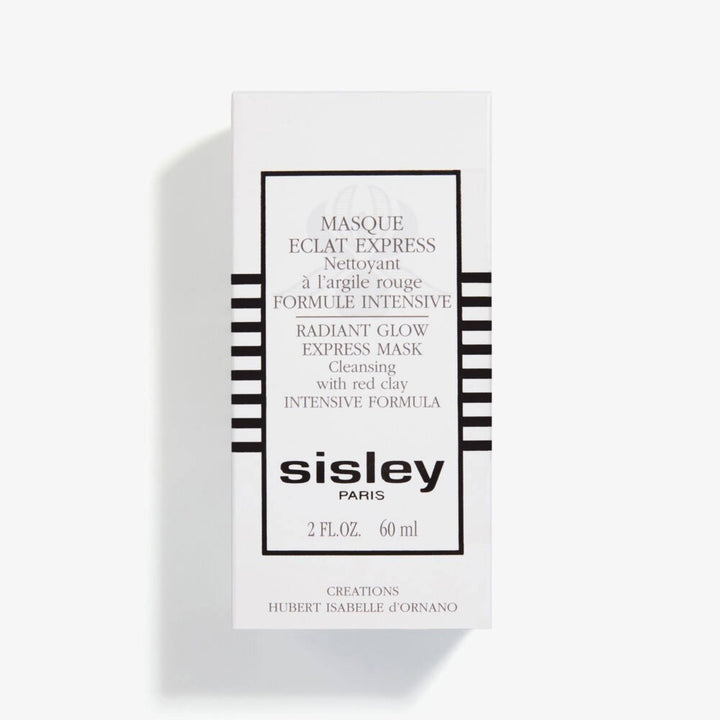 MASQUE
ECLAT EXPRESS
Nettoyant
à l'argile rouge
FORMULE INTENSIVE
RADIANT GLOW
EXPRESS MASK
Cleansing
with red clay
INTENSIVE FORMULA
sisley
PARIS
2 FL.OZ. 60 ml
CREATIONS
HUBERT ISABELLE d'ORNANO